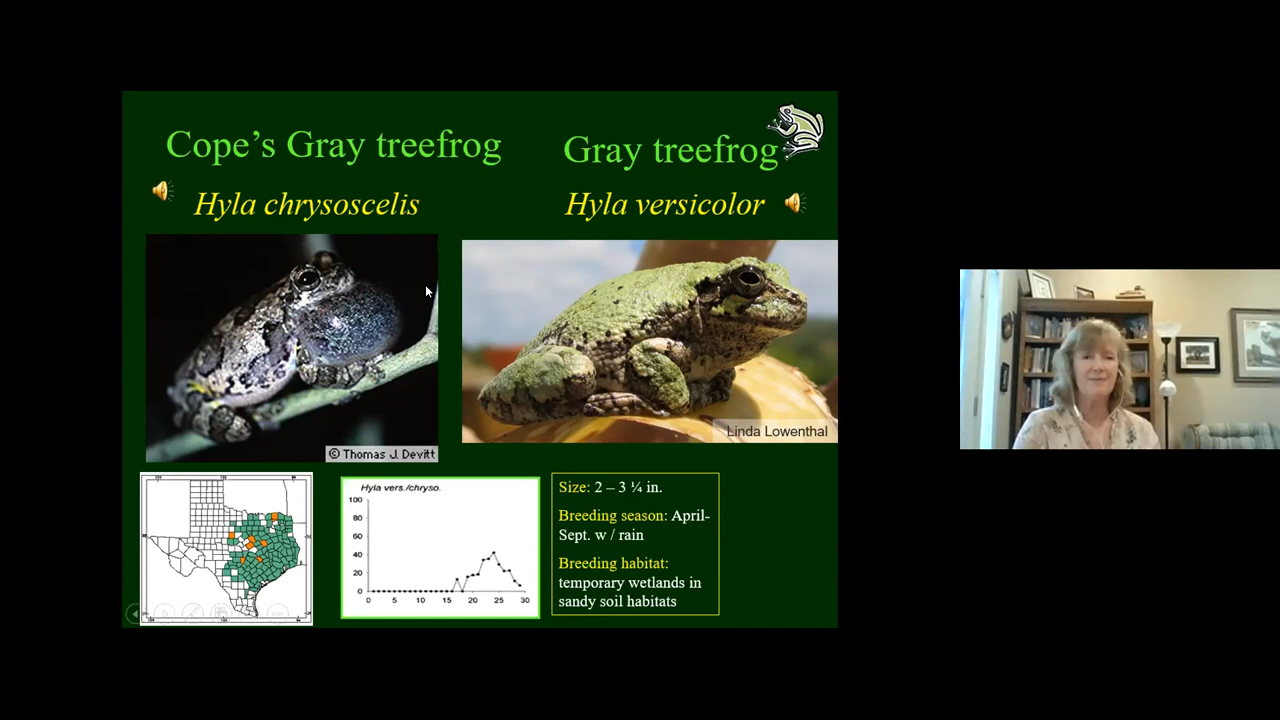 Cope's Gray treefrog
Gray treefrog
Hyla chrysoscelis
Hyla versicolor
© Thomas J. Devitt
Linda Lowenthal
Hyla vers./chryso.
100
80
60
40
20
0
0 5 10 15 20 25 30
Size: 2 – 3 ¼ in.
Breeding season: April-
Sept. w / rain
Breeding habitat:
temporary wetlands in
sandy soil habitats